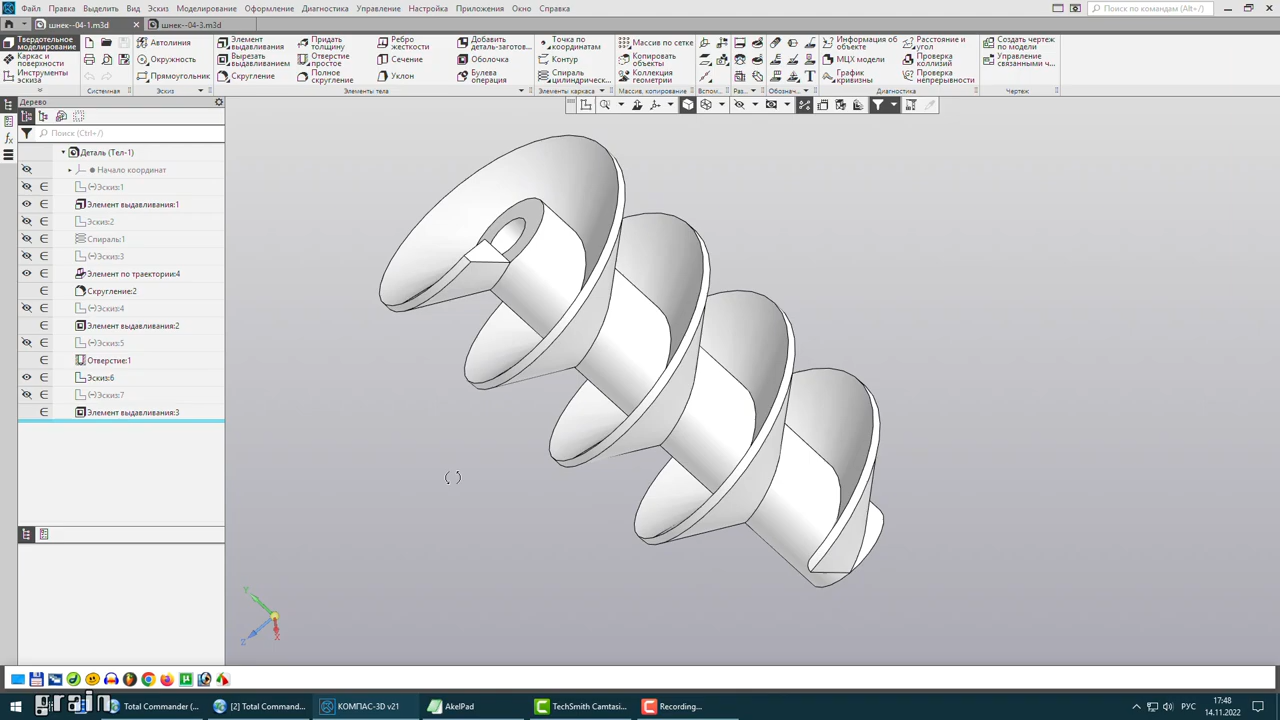 Файл Правка Выделить Вид Эскиз Моделирование Оформление Диагностика Управление Настройка Приложения Окно Справка Поиск по командам (Alt+/)
шнек--04-1.m3d шнек--04-3.m3d
Твердотельное моделирование
Каркас и поверхности
Инструменты эскиза
Системная
Автолиния
Окружность
Прямоугольник
Эскиз
Элемент выдавливания
Вырезать выдавливанием
Скругление
Придать толщину
Отверстие простое
Полное скругление
Ребро жесткости
Сечение
Уклон
Добавить деталь-загото...
Оболочка
Булева операция
Элементы тела
Точка по координатам
Контур
Спираль цилиндрическ...
Элементы каркаса
Массив по сетке
Копировать объекты
Коллекция геометрии
Массив, копирование
Вспом...
Раз...
Обознач...
Информация об объекте
МЦХ модели
График кривизны
Расстояние и угол
Проверка коллизий
Проверка непрерывности
Диагностика
Создать чертеж по модели
Управление связанными ч...
Чертеж
Дерево
Поиск (Ctrl+/)
Деталь (Тел-1)
Начало координат
(-)Эскиз:1
Элемент выдавливания:1
Эскиз:2
Спираль:1
(-)Эскиз:3
Элемент по траектории:4
Скругление:2
(-)Эскиз:4
Элемент выдавливания:2
(-)Эскиз:5
Отверстие:1
Эскиз:6
(-)Эскиз:7
Элемент выдавливания:3
Y
Z
X
grain
Total Commander (... [2] Total Command... КОМПАС-3D v21 AkelPad TechSmith Camtasi... Recording... РУС 17:48
14.11.2022